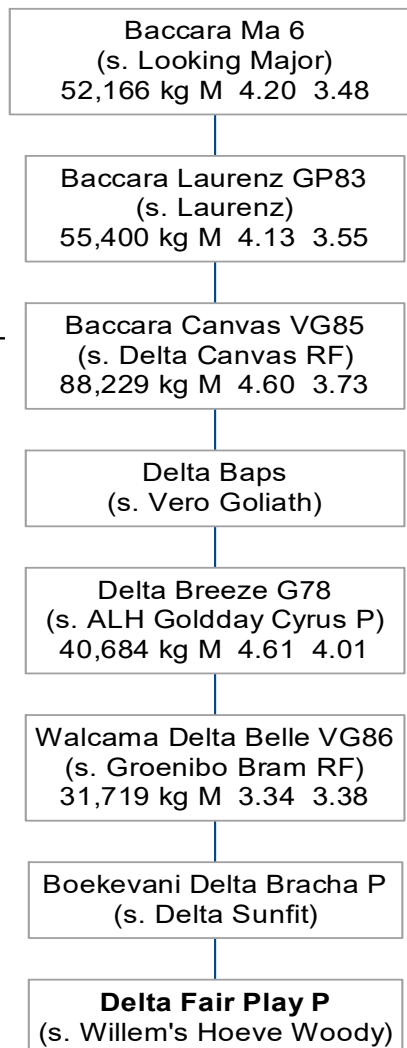 Baccara Ma 6
(s. Looking Major)
52,166 kg M 4.20 3.48
Baccara Laurenz GP83
(s. Laurenz)
55,400 kg M 4.13 3.55
Baccara Canvas VG85
(s. Delta Canvas RF)
88,229 kg M 4.60 3.73
Delta Baps
(s. Vero Goliath)
Delta Breeze G78
(s. ALH Goldday Cyrus P)
40,684 kg M 4.61 4.01
Walcama Delta Belle VG86
(s. Groenibo Bram RF)
31,719 kg M 3.34 3.38
Boekevani Delta Bracha P
(s. Delta Sunfit)
Delta Fair Play P
(s. Willem's Hoeve Woody)